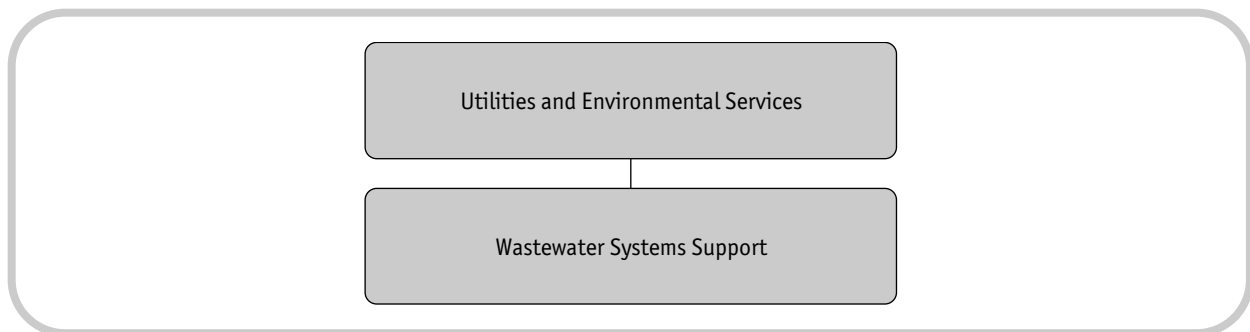 Utilities and Environmental Services
Wastewater Systems Support